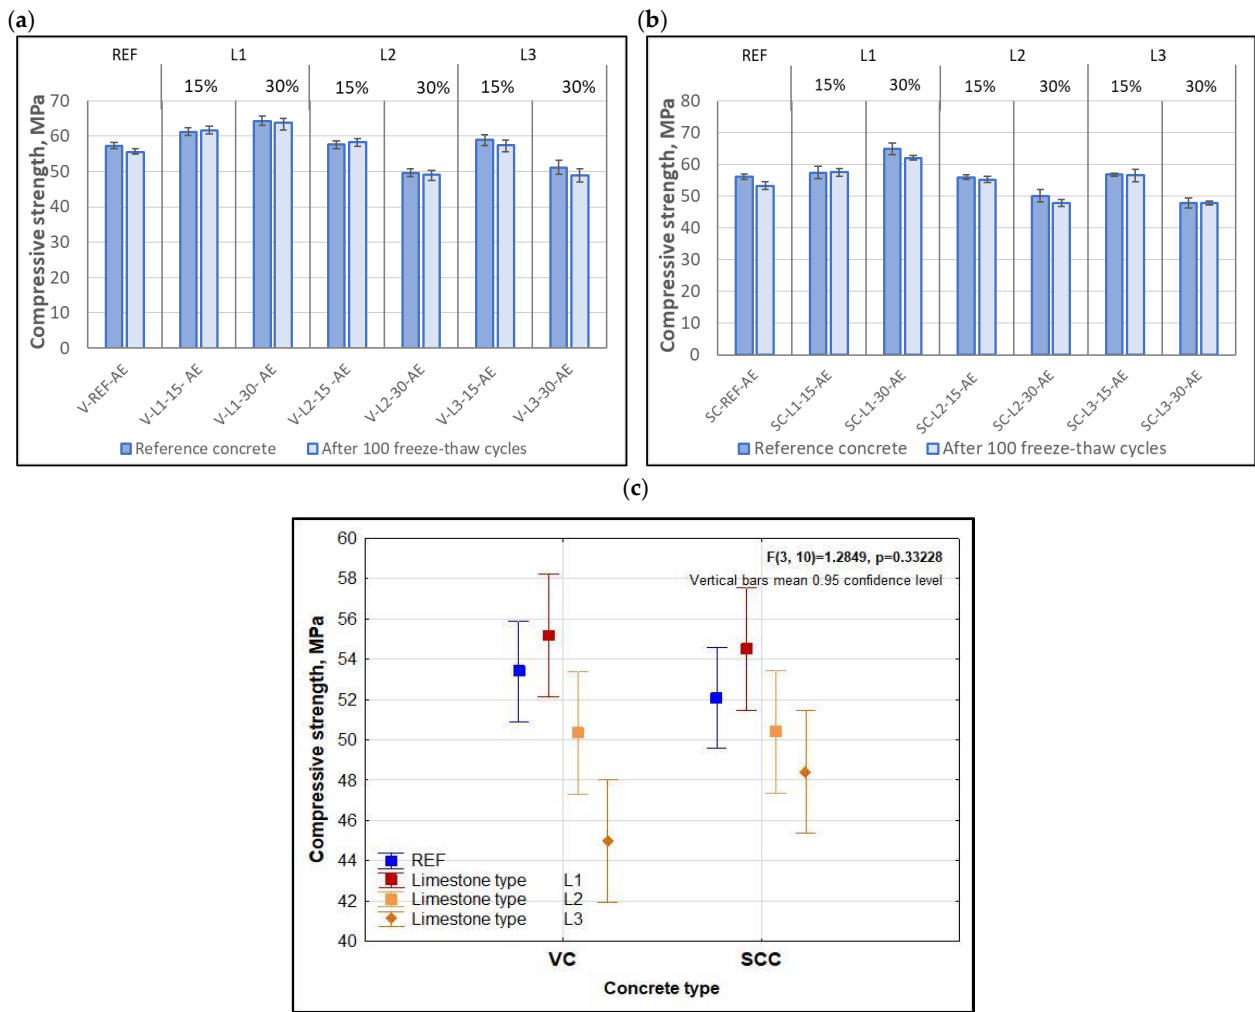 (a)
REF L1 L2 L3
15% 30% 15% 30% 15% 30%
Compressive strength, MPa
70
60
50
40
30
20
10
0
V-REF-AE
V-L1-15- AE
V-L1-30- AE
V-L2-15 -AE
V-L2-30-AE
V-L3-15-AE
V-L3-30-AE
Reference concrete After 100 freeze-thaw cycles
(b)
REF L1 L2 L3
15% 30% 15% 30% 15% 30%
Compressive strength, MPa
80
70
60
50
40
30
20
10
0
SC-REF-AE
SC-L1-15-AE
SC-L1-30-AE
SC-L2-15-AE
SC-L2-30-AE
SC-L3-15-AE
SC-L3-30-AE
Reference concrete After 100 freeze-thaw cycles
(c)
F(3, 10)=1.2849, p=0.33228
Vertical bars mean 0.95 confidence level
Compressive strength, MPa
60
58
56
54
52
50
48
46
44
42
40
REF
Limestone type L1
Limestone type L2
Limestone type L3
VC SCC
Concrete type